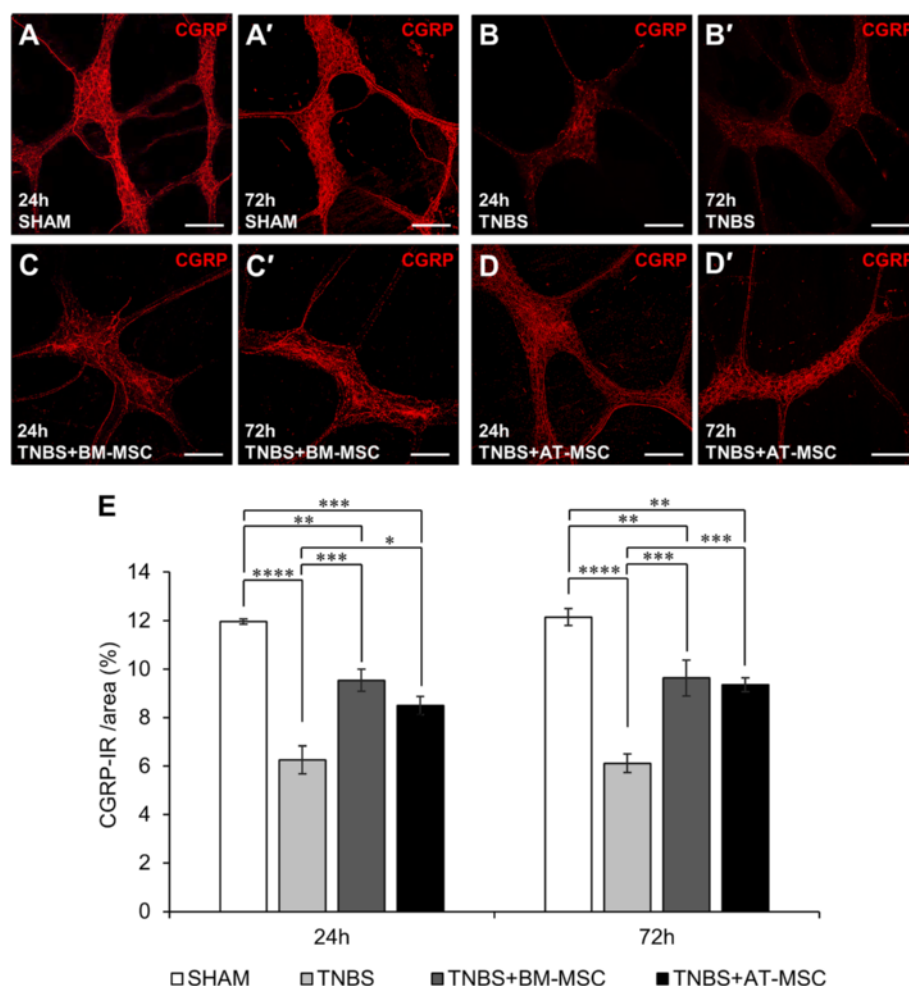 A CGRP
24h
SHAM
A′ CGRP
72h
SHAM
B CGRP
24h
TNBS
B′ CGRP
72h
TNBS
C CGRP
24h
TNBS+BM-MSC
C′ CGRP
72h
TNBS+BM-MSC
D CGRP
24h
TNBS+AT-MSC
D′ CGRP
72h
TNBS+AT-MSC
E
*** **
** **
* ***
*** ***
**** ****
CGRP-IR /area (%)
14
12
10
8
6
4
2
0
24h 72h
SHAM TNBS TNBS+BM-MSC TNBS+AT-MSC